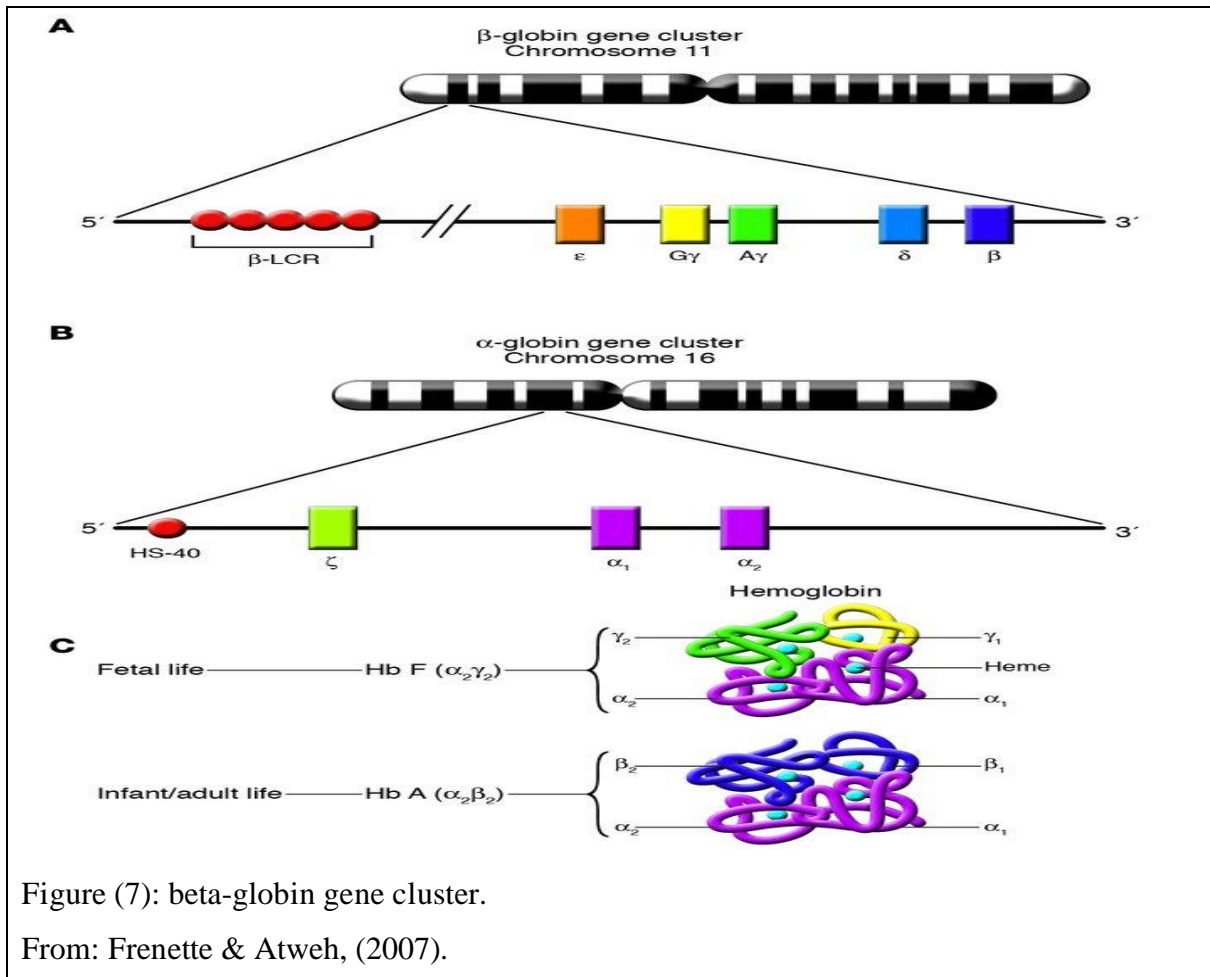 A
β-globin gene cluster
Chromosome 11
5´ 3´
β-LCR ε Gγ Aγ δ β
B
α-globin gene cluster
Chromosome 16
5´ 3´
HS-40 ζ α₁ α₂
Hemoglobin
C
γ₂ γ₁
Fetal life Hb F (α₂γ₂) Heme
α₂ α₁
β₂ β₁
Infant/adult life Hb A (α₂β₂)
α₂ α₁
Figure (7): beta-globin gene cluster.
From: Frenette & Atweh, (2007).